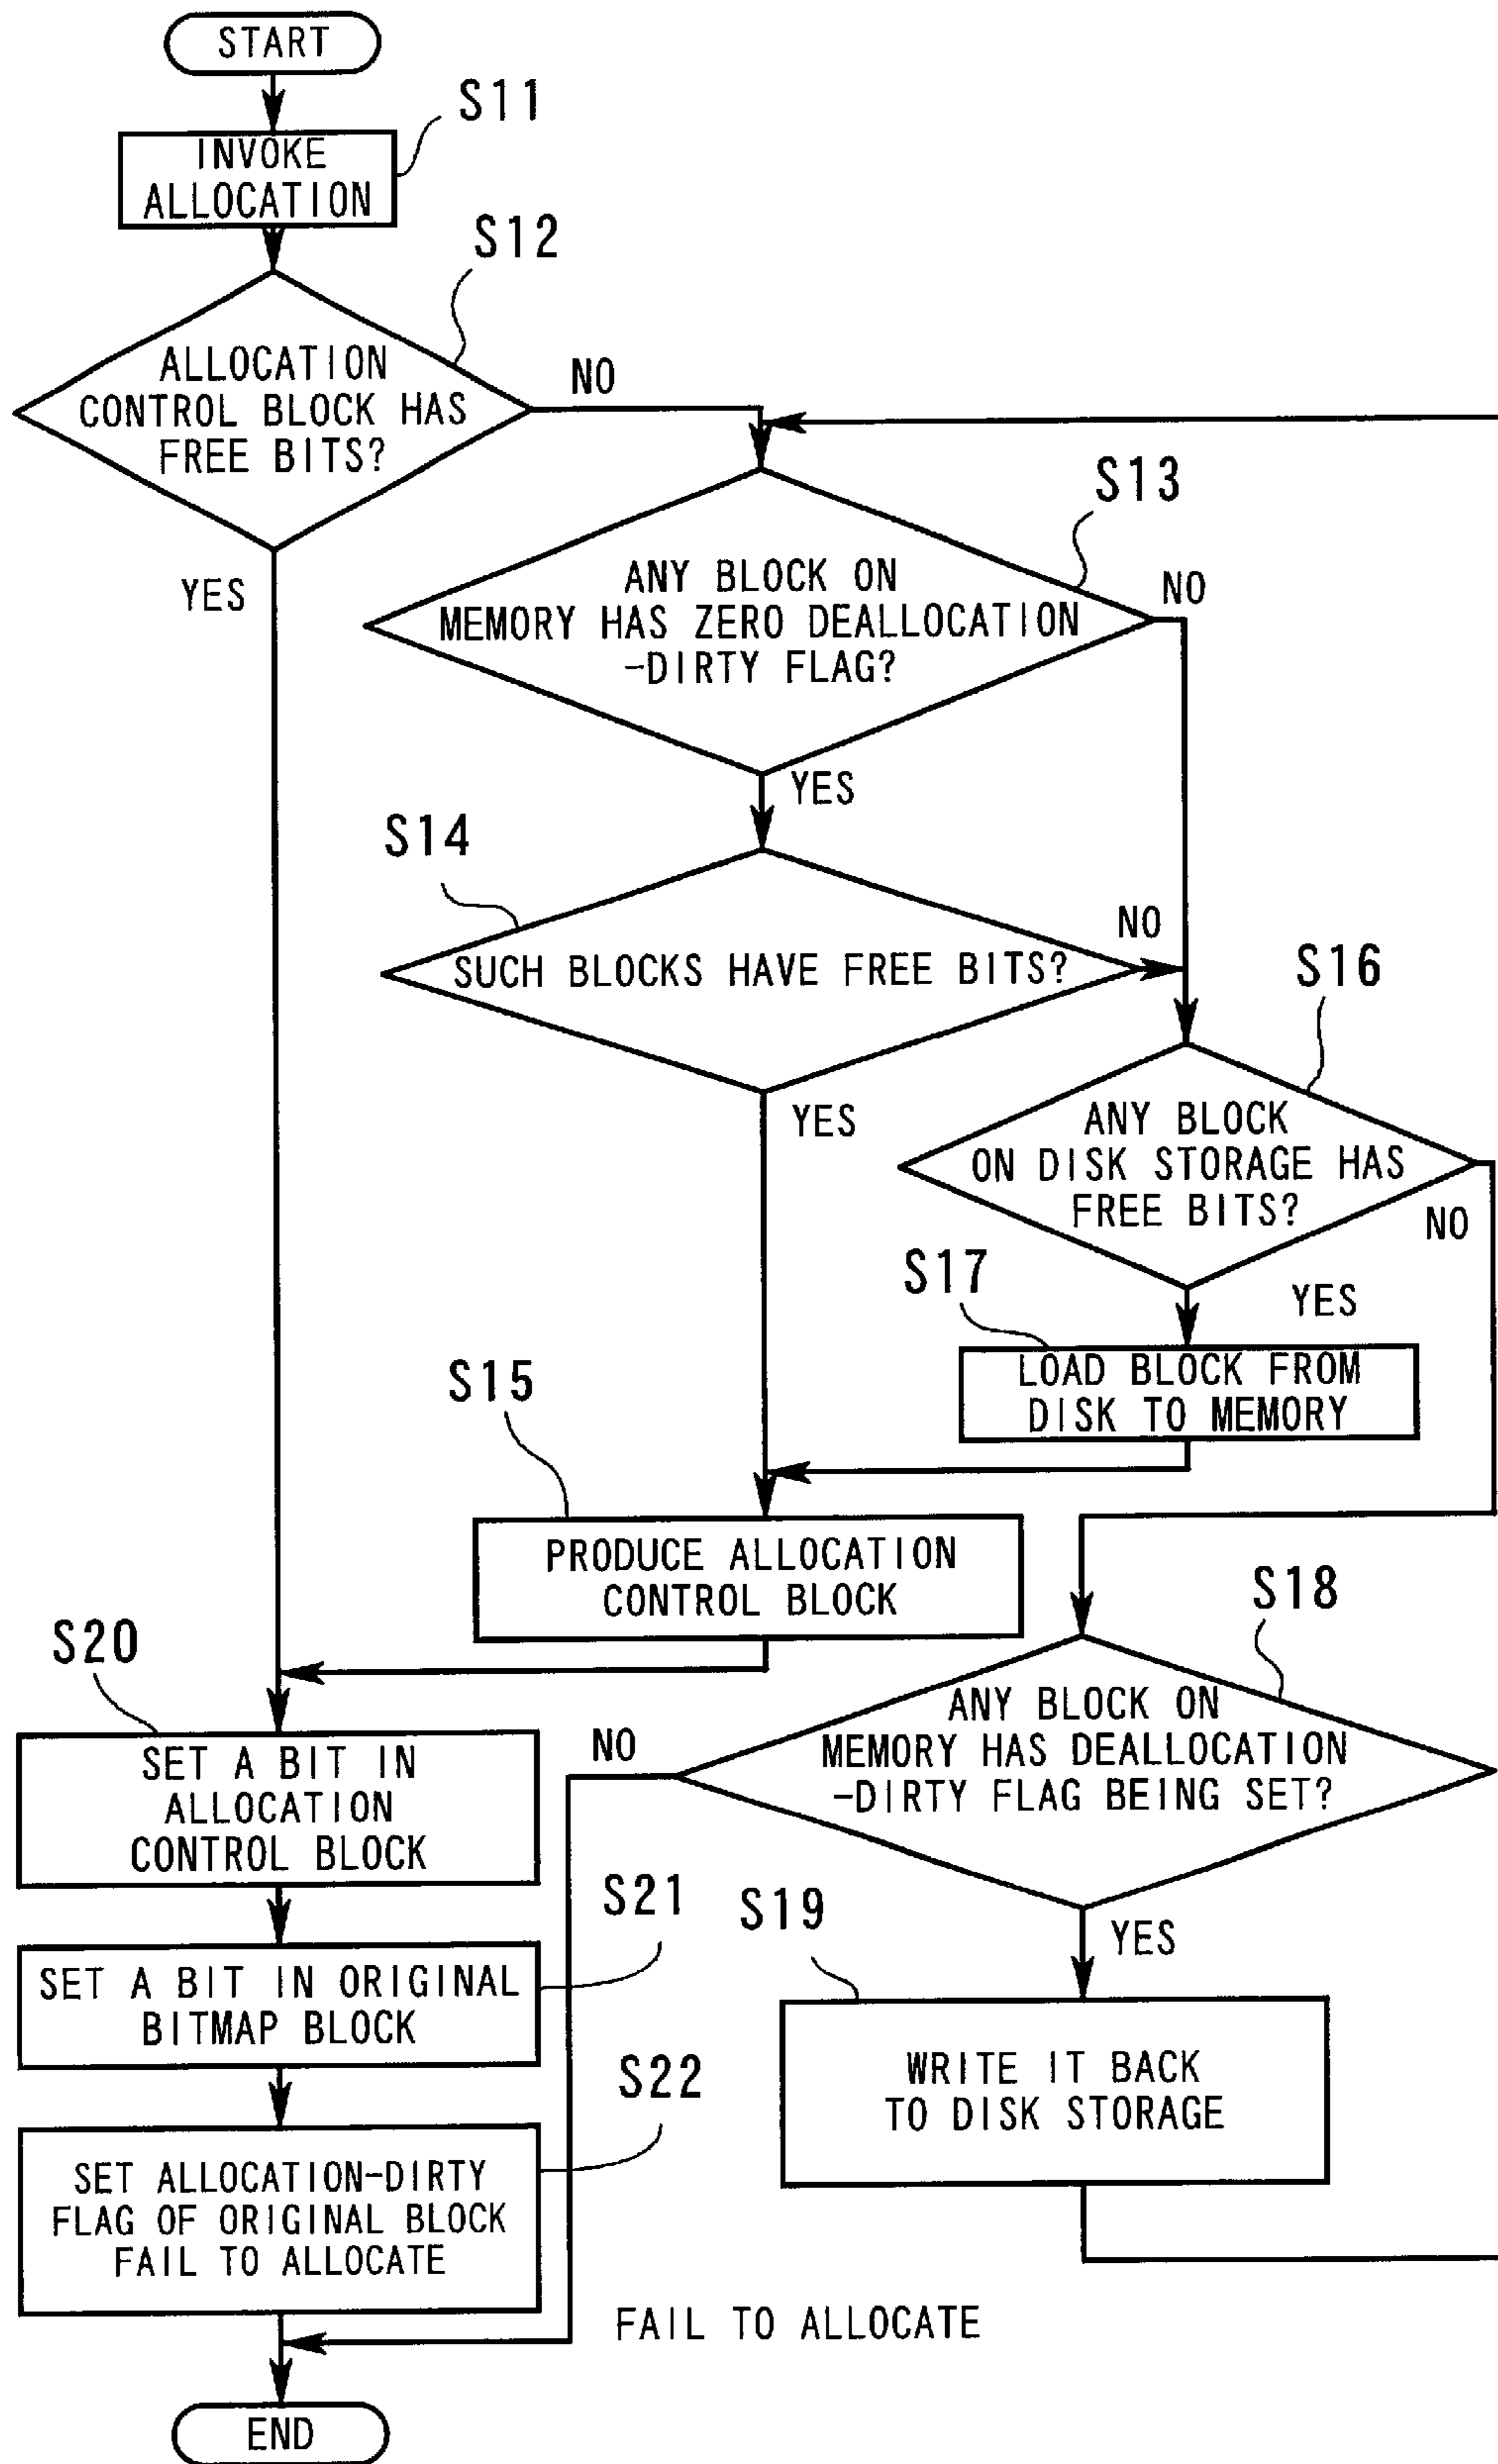 START
S11
INVOKE
ALLOCATION
S12
ALLOCATION
CONTROL BLOCK HAS
FREE BITS?
NO
YES
S13
ANY BLOCK ON
MEMORY HAS ZERO DEALLOCATION
-DIRTY FLAG?
NO
YES
S14
SUCH BLOCKS HAVE FREE BITS?
NO
YES
S16
ANY BLOCK
ON DISK STORAGE HAS
FREE BITS?
NO
YES
S17
LOAD BLOCK FROM
DISK TO MEMORY
S15
PRODUCE ALLOCATION
CONTROL BLOCK
S18
ANY BLOCK ON
MEMORY HAS DEALLOCATION
-DIRTY FLAG BEING SET?
NO
YES
S19
WRITE IT BACK
TO DISK STORAGE
S20
SET A BIT IN
ALLOCATION
CONTROL BLOCK
S21
SET A BIT IN ORIGINAL
BITMAP BLOCK
S22
SET ALLOCATION-DIRTY
FLAG OF ORIGINAL BLOCK
FAIL TO ALLOCATE
FAIL TO ALLOCATE
END